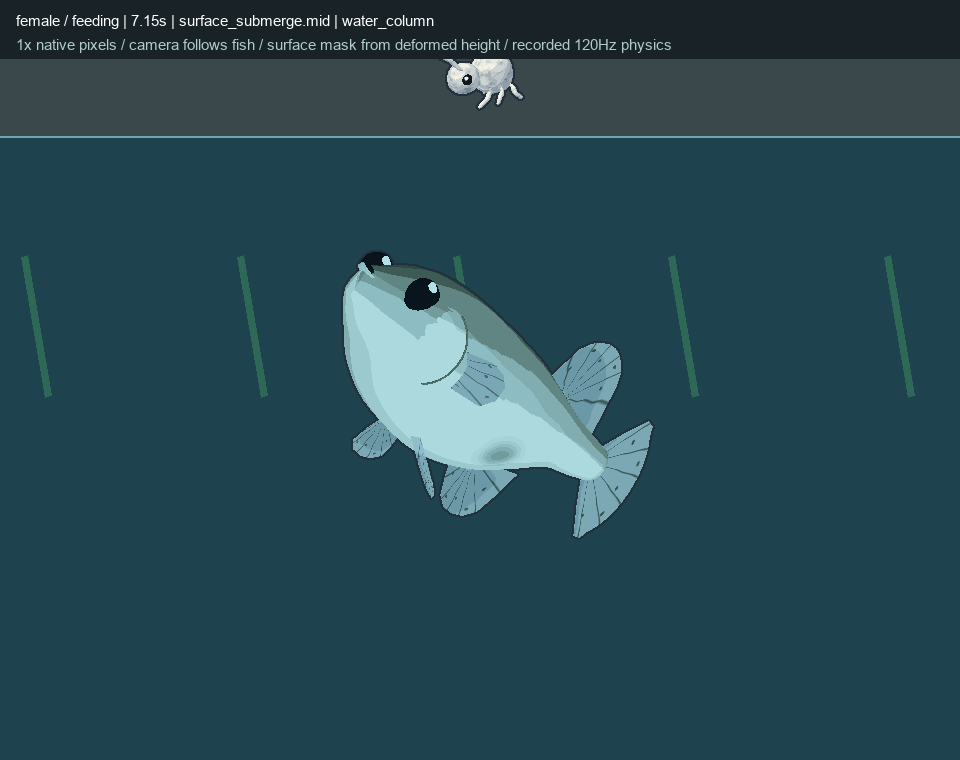 female / feeding | 7.15s | surface_submerge.mid | water_column
1x native pixels / camera follows fish / surface mask from deformed height / recorded 120Hz physics